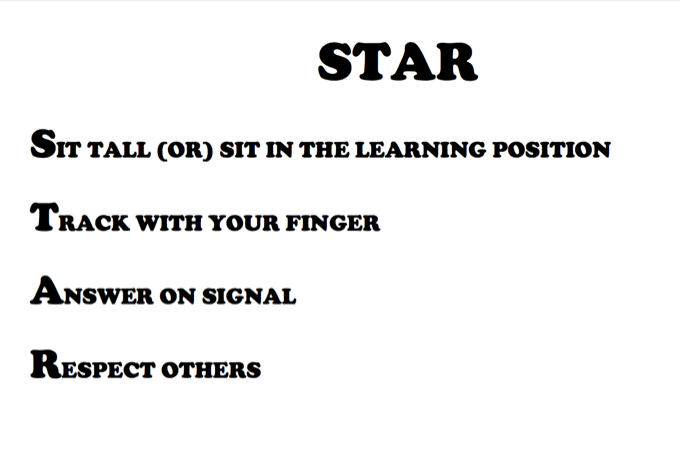 STAR
SIT TALL (OR) SIT IN THE LEARNING POSITION
TRACK WITH YOUR FINGER
ANSWER ON SIGNAL
RESPECT OTHERS